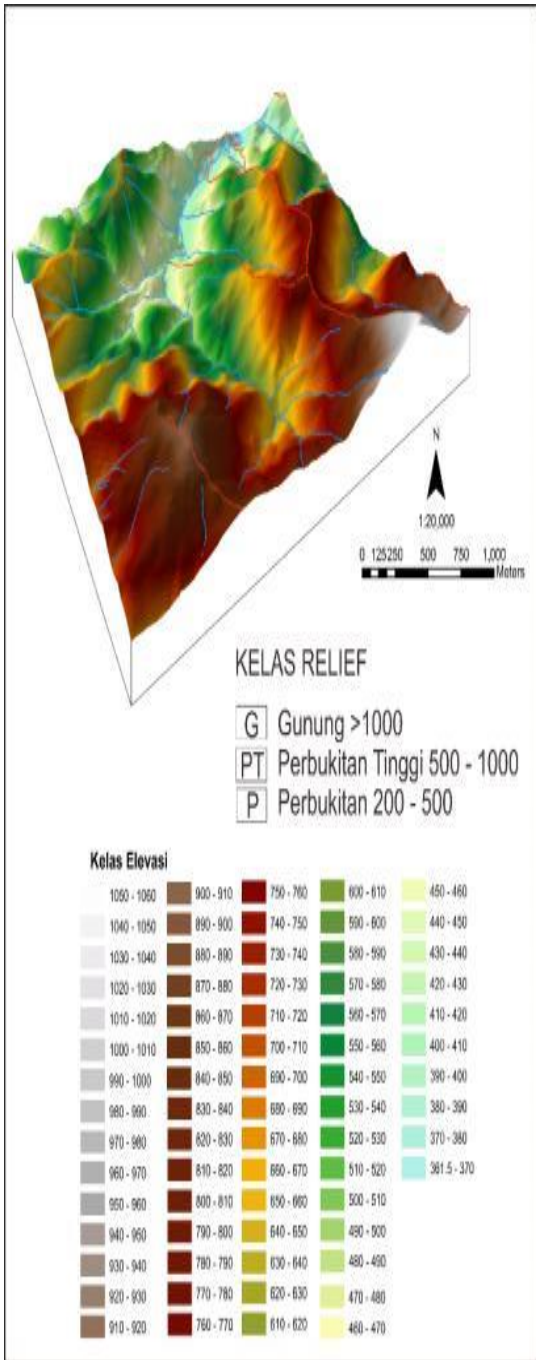 N
1:20,000
0 125 250 500 750 1,000
Meters
KELAS RELIEF
G Gunung >1000
PT Perbukitan Tinggi 500 - 1000
P Perbukitan 200 - 500
Kelas Elevasi
1050 - 1060
1040 - 1050
1030 - 1040
1020 - 1030
1010 - 1020
1000 - 1010
990 - 1000
980 - 990
970 - 980
960 - 970
950 - 960
940 - 950
930 - 940
920 - 930
910 - 920
900 - 910
890 - 900
880 - 890
870 - 880
860 - 870
850 - 860
840 - 850
830 - 840
820 - 830
810 - 820
800 - 810
790 - 800
780 - 790
770 - 780
760 - 770
750 - 760
740 - 750
730 - 740
720 - 730
710 - 720
700 - 710
690 - 700
680 - 690
670 - 680
660 - 670
650 - 660
640 - 650
630 - 640
620 - 630
610 - 620
600 - 610
590 - 600
580 - 590
570 - 580
560 - 570
550 - 560
540 - 550
530 - 540
520 - 530
510 - 520
500 - 510
490 - 500
480 - 490
470 - 480
460 - 470
450 - 460
440 - 450
430 - 440
420 - 430
410 - 420
400 - 410
390 - 400
380 - 390
370 - 380
361.5 - 370